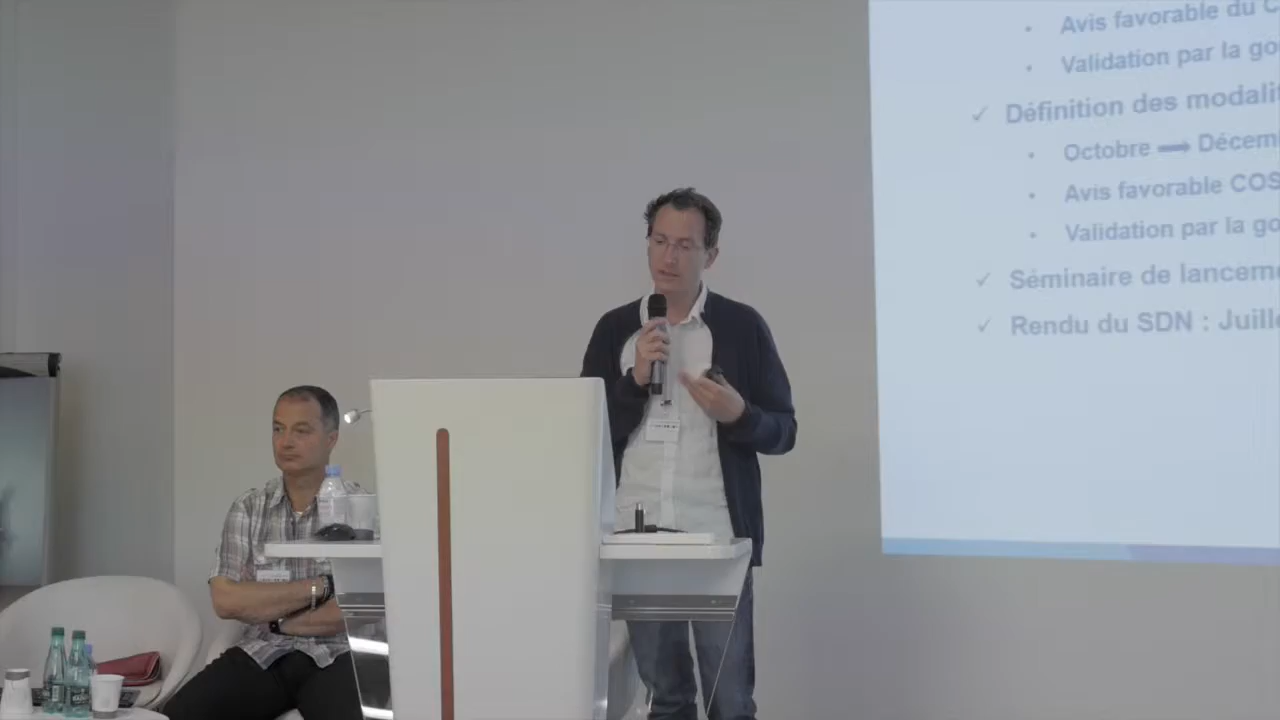 Avis favorable du C
Validation par la go
Définition des modalit
Octobre ➡ Décem
Avis favorable COS
Validation par la go
Séminaire de lanceme
Rendu du SDN : Juille